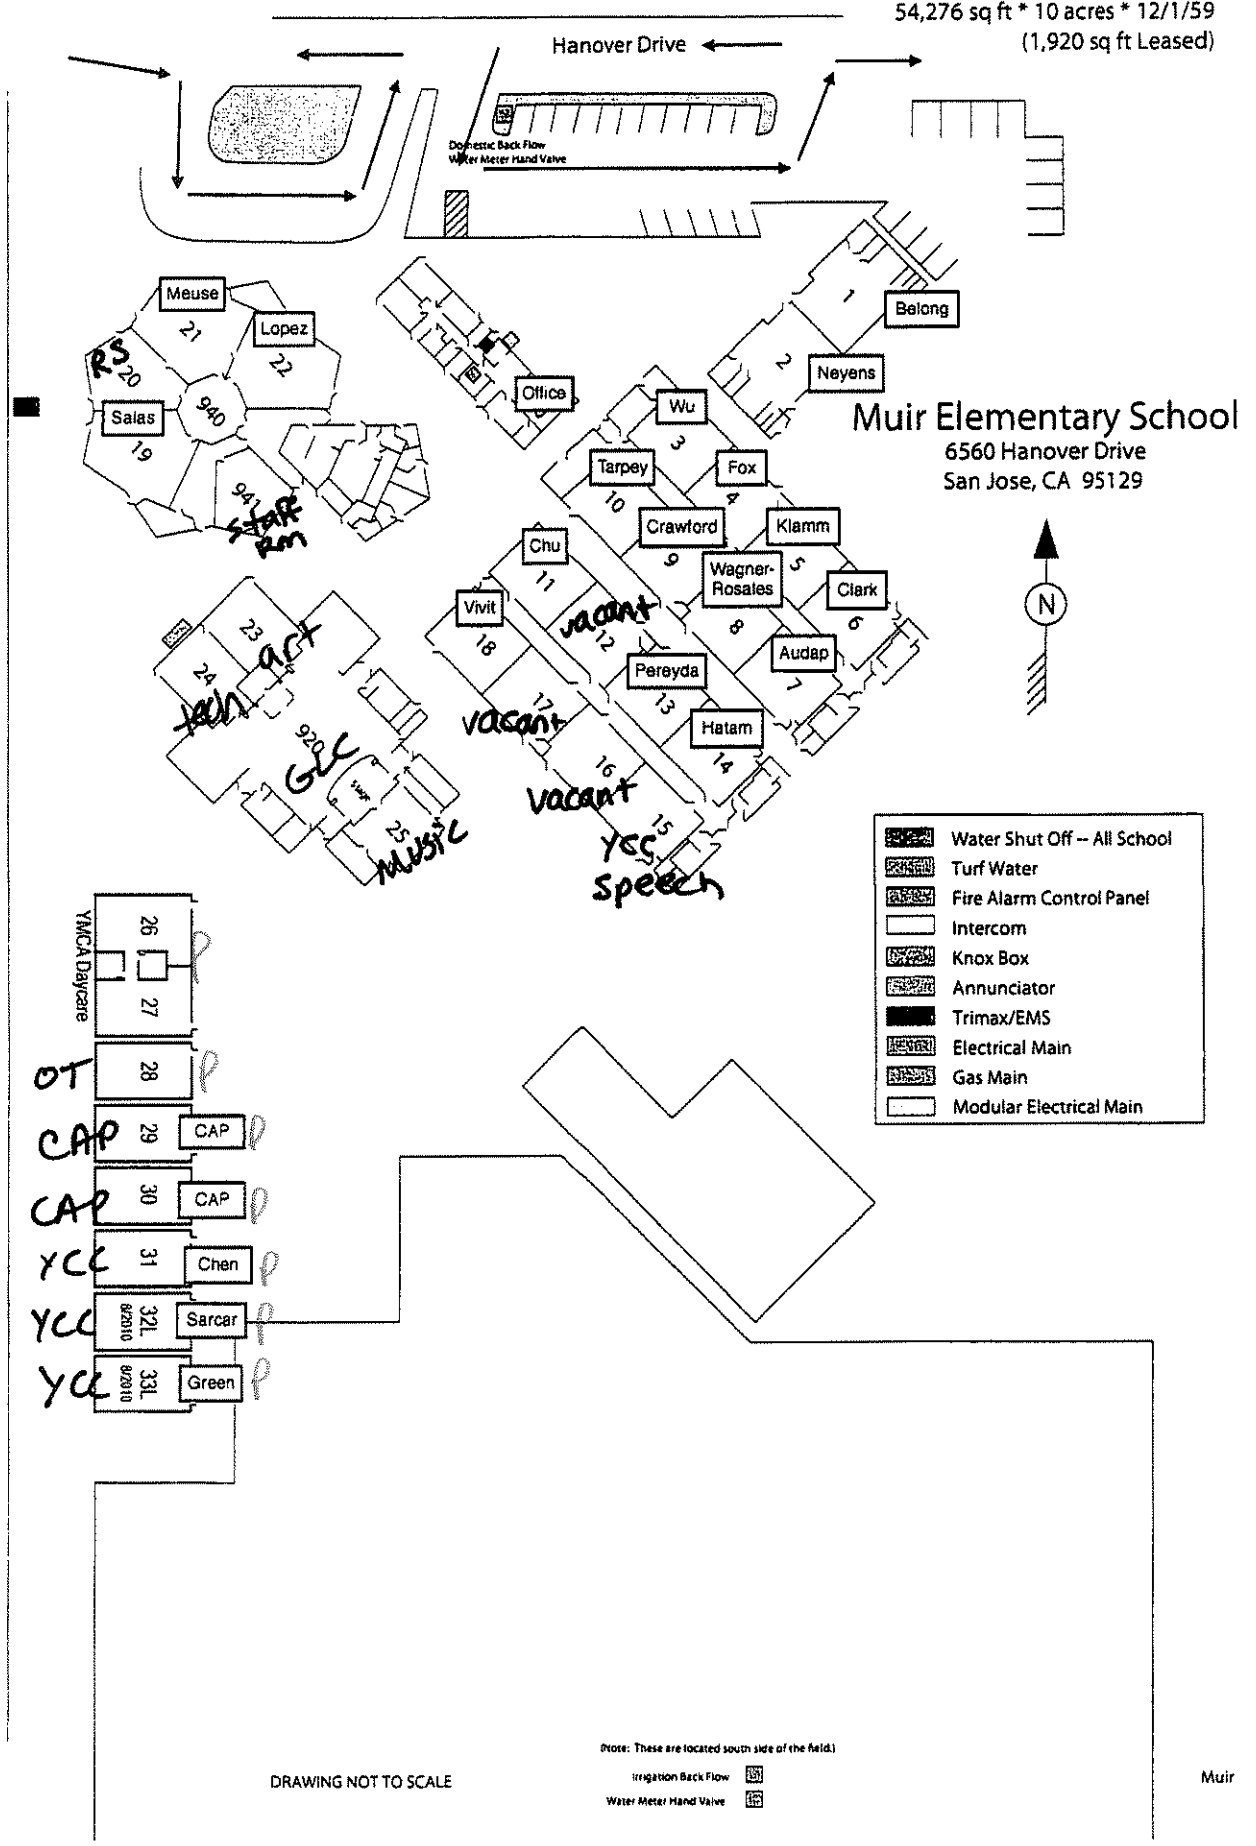 54,276 sq ft * 10 acres * 12/1/59
(1,920 sq ft Leased)
Hanover Drive
Domestic Back Flow
Water Meter Hand Valve
Meuse
21
Lopez
22
RS
20
Salas
19
940
941
Staff
Rm
Office
1
Belong
2
Neyens
Muir Elementary School
6560 Hanover Drive
San Jose, CA 95129
N
Wu
3
Tarpey
10
Fox
4
Crawford
9
Klamm
5
Wagner-
Rosales
8
Clark
6
Audap
7
Chu
11
vacant
12
Vivit
18
Pereyda
13
17
vacant
Hatam
14
16
vacant
15
YCC
Speech
23
art
24
tech
920
GLC
Stage
25
Music
Water Shut Off -- All School
Turf Water
Fire Alarm Control Panel
Intercom
Knox Box
Annunciator
Trimax/EMS
Electrical Main
Gas Main
Modular Electrical Main
YMCA Daycare
26
P
27
OT
28
P
CAP
29
CAP
P
CAP
30
CAP
P
YCC
31
Chen
P
YCC
32L
8/2010
Sarcar
P
YCC
33L
8/2010
Green
P
(Note: These are located south side of the field.)
Irrigation Back Flow
Water Meter Hand Valve
DRAWING NOT TO SCALE
Muir